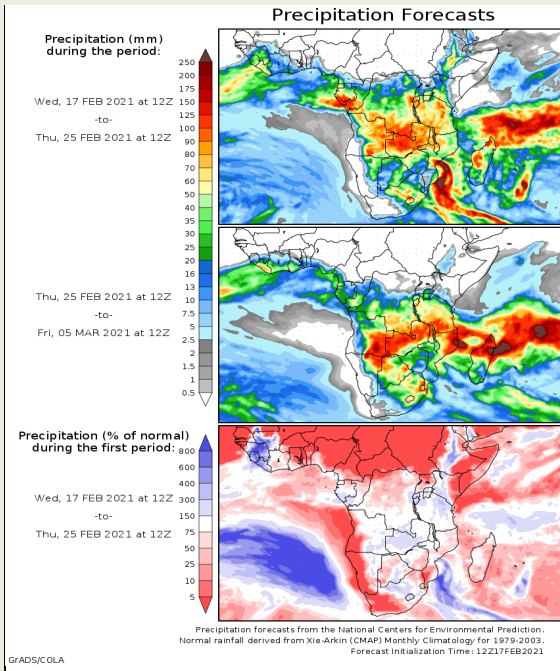 Precipitation Forecasts
Precipitation (mm)
during the period:
Wed, 17 FEB 2021 at 12Z
-to-
Thu, 25 FEB 2021 at 12Z
250
200
175
150
125
100
90
80
70
60
50
40
35
30
25
20
16
13
10
7.5
5
2.5
2
1.5
1
0.5
Thu, 25 FEB 2021 at 12Z
-to-
Fri, 05 MAR 2021 at 12Z
Precipitation (% of normal)
during the first period:
Wed, 17 FEB 2021 at 12Z
-to-
Thu, 25 FEB 2021 at 12Z
800
600
400
300
150
75
50
25
10
5
Precipitation forecasts from the National Centers for Environmental Prediction.
Normal rainfall derived from Xie-Arkin (CMAP) Monthly Climatology for 1979-2003.
Forecast Initialization Time: 12Z17FEB2021
GrADS/COLA